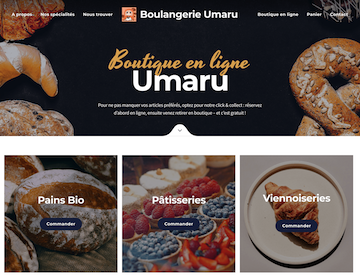 A propos Nos spécialités Nous trouver Boulangerie Umaru Boutique en ligne Panier Contact
Boutique en ligne
Umaru
Pour ne pas manquer vos articles préférés, optez pour notre click & collect : réservez
d'abord en ligne, ensuite venez retirer en boutique – et c'est gratuit !
Pains Bio Pâtisseries Viennoiseries
Commander Commander Commander